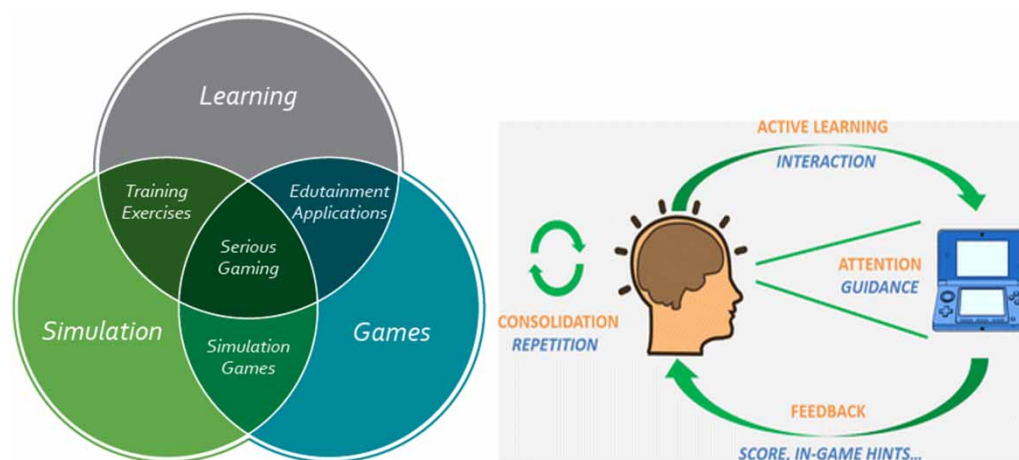 Learning
Training
Exercises
Edutainment
Applications
Serious
Gaming
Simulation
Games
Simulation
Games
ACTIVE LEARNING
INTERACTION
ATTENTION
GUIDANCE
CONSOLIDATION
REPETITION
FEEDBACK
SCORE, IN-GAME HINTS...